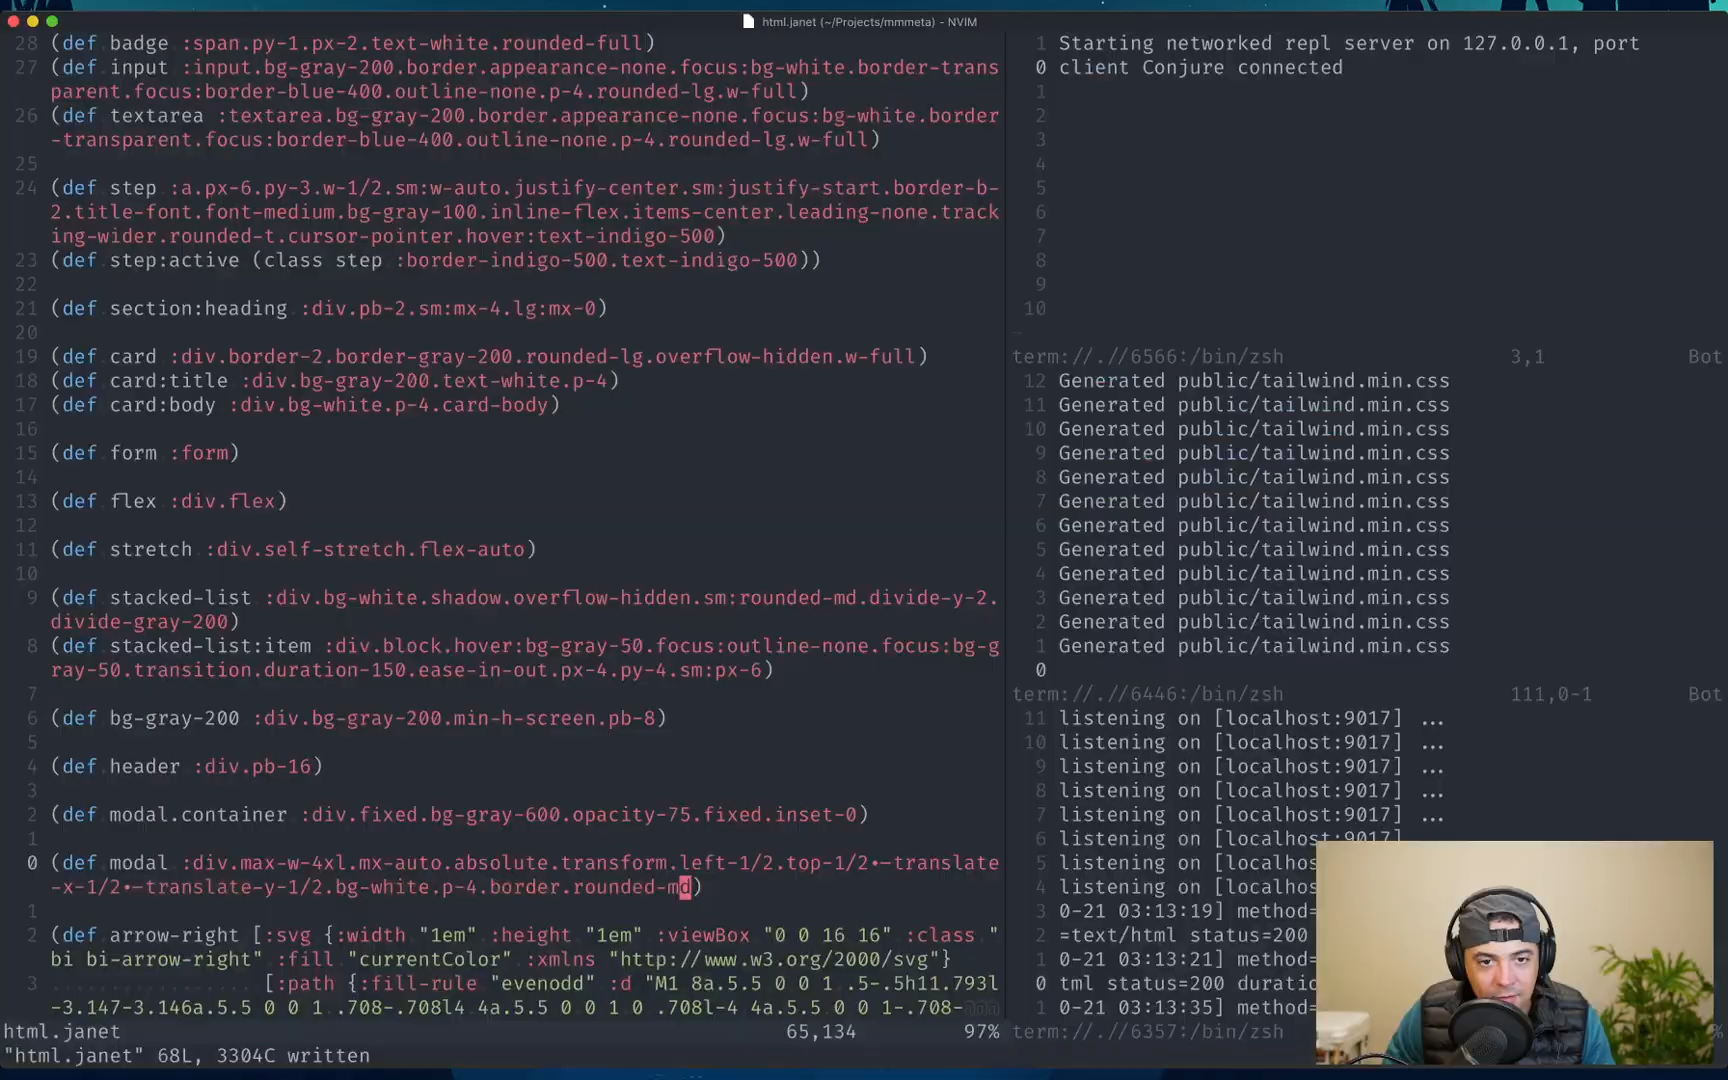 html.janet (~/Projects/mmmeta) - NVIM
28 (def badge :span.py-1.px-2.text-white.rounded-full)
27 (def input :input.bg-gray-200.border.appearance-none.focus:bg-white.border-trans
parent.focus:border-blue-400.outline-none.p-4.rounded-lg.w-full)
26 (def textarea :textarea.bg-gray-200.border.appearance-none.focus:bg-white.border
-transparent.focus:border-blue-400.outline-none.p-4.rounded-lg.w-full)
25
24 (def step :a.px-6.py-3.w-1/2.sm:w-auto.justify-center.sm:justify-start.border-b-
2.title-font.font-medium.bg-gray-100.inline-flex.items-center.leading-none.track
ing-wider.rounded-t.cursor-pointer.hover:text-indigo-500)
23 (def step:active (class step :border-indigo-500.text-indigo-500))
22
21 (def section:heading :div.pb-2.sm:mx-4.lg:mx-0)
20
19 (def card :div.border-2.border-gray-200.rounded-lg.overflow-hidden.w-full)
18 (def card:title :div.bg-gray-200.text-white.p-4)
17 (def card:body :div.bg-white.p-4.card-body)
16
15 (def form :form)
14
13 (def flex :div.flex)
12
11 (def stretch :div.self-stretch.flex-auto)
10
9 (def stacked-list :div.bg-white.shadow.overflow-hidden.sm:rounded-md.divide-y-2.
divide-gray-200)
8 (def stacked-list:item :div.block.hover:bg-gray-50.focus:outline-none.focus:bg-g
ray-50.transition.duration-150.ease-in-out.px-4.py-4.sm:px-6)
7
6 (def bg-gray-200 :div.bg-gray-200.min-h-screen.pb-8)
5
4 (def header :div.pb-16)
3
2 (def modal.container :div.fixed.bg-gray-600.opacity-75.fixed.inset-0)
1
0 (def modal :div.max-w-4xl.mx-auto.absolute.transform.left-1/2.top-1/2.-translate
-x-1/2.-translate-y-1/2.bg-white.p-4.border.rounded-md)
1
2 (def arrow-right [:svg {:width "1em" :height "1em" :viewBox "0 0 16 16" :class "
bi bi-arrow-right" :fill "currentColor" :xmlns "http://www.w3.org/2000/svg"}
3 [:path {:fill-rule "evenodd" :d "M1 8a.5.5 0 0 1 .5-.5h11.793l
-3.147-3.146a.5.5 0 0 1 .708-.708l4 4a.5.5 0 0 1 0 .708l-4 4a.5.5 0 0 1-.708-@@@
html.janet 65,134 97%
"html.janet" 68L, 3304C written
1 Starting networked repl server on 127.0.0.1, port
0 client Conjure connected
1
2
3
4
5
6
7
8
9
10
term://.//6566:/bin/zsh 3,1 Bot
12 Generated public/tailwind.min.css
11 Generated public/tailwind.min.css
10 Generated public/tailwind.min.css
9 Generated public/tailwind.min.css
8 Generated public/tailwind.min.css
7 Generated public/tailwind.min.css
6 Generated public/tailwind.min.css
5 Generated public/tailwind.min.css
4 Generated public/tailwind.min.css
3 Generated public/tailwind.min.css
2 Generated public/tailwind.min.css
1 Generated public/tailwind.min.css
0
term://.//6446:/bin/zsh 111,0-1 Bot
11 listening on [localhost:9017] ...
10 listening on [localhost:9017] ...
9 listening on [localhost:9017] ...
8 listening on [localhost:9017] ...
7 listening on [localhost:9017] ...
6 listening on [localhost:9017]
5 listening on [localhost
4 listening on [localhost
3 0-21 03:13:19] method=
2 =text/html status=200
1 0-21 03:13:21] method=
0 tml status=200 duratio
1 0-21 03:13:35] method=
term://.//6357:/bin/zsh